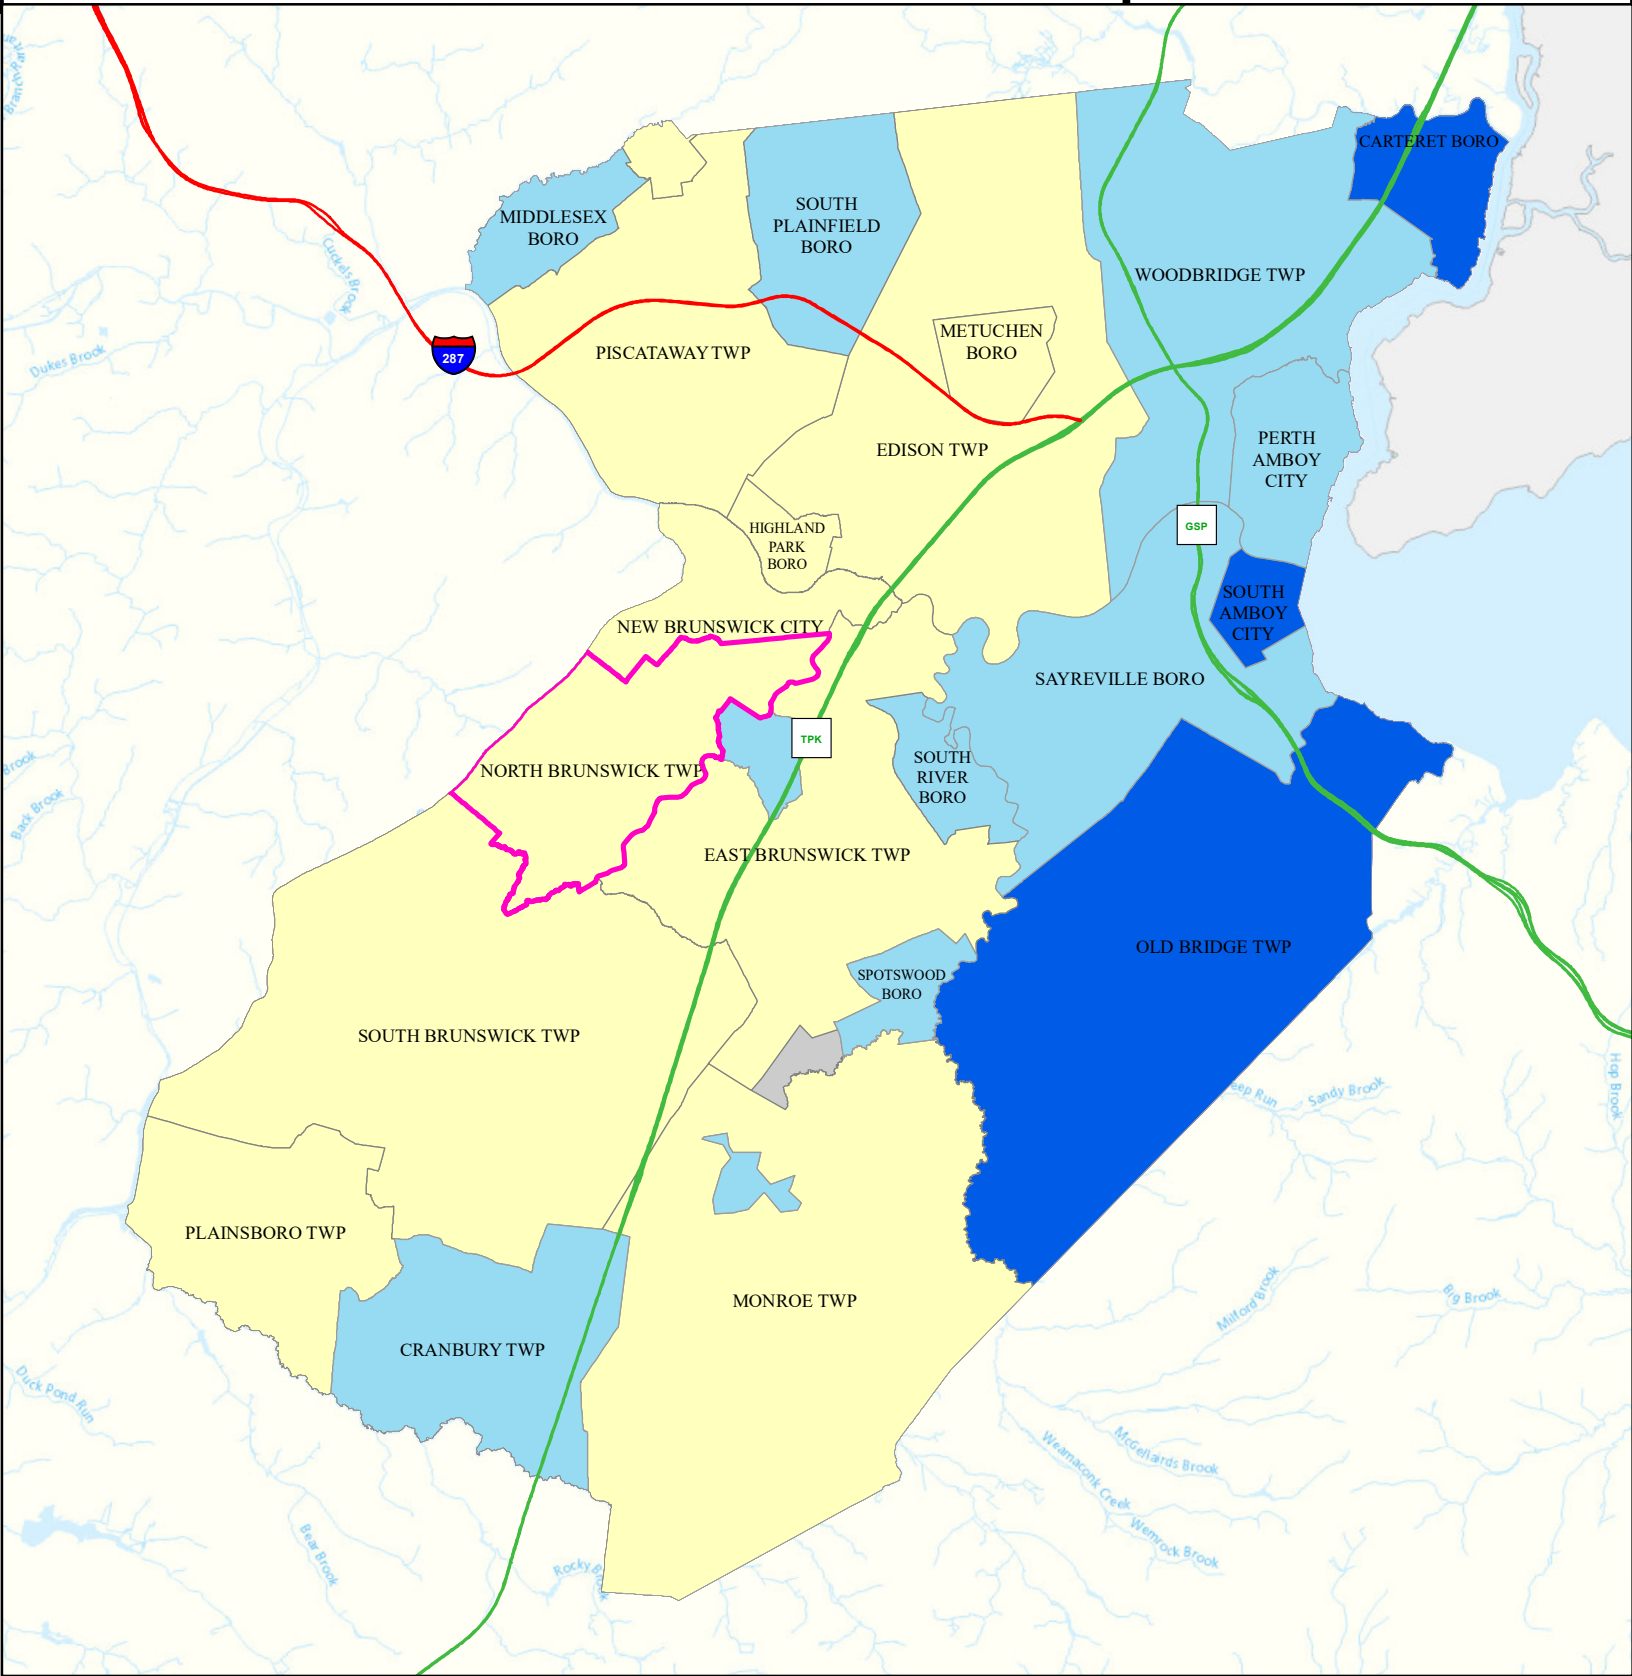 CARTERET BORO
MIDDLESEX
BORO
SOUTH
PLAINFIELD
BORO
WOODBRIDGE TWP
Cuckels Brook
Dukes Brook
287
PISCATAWAY TWP
METUCHEN
BORO
EDISON TWP
PERTH
AMBOY
CITY
GSP
HIGHLAND
PARK
BORO
SOUTH
AMBOY
CITY
NEW BRUNSWICK CITY
SAYREVILLE BORO
TPK
NORTH BRUNSWICK TWP
SOUTH
RIVER
BORO
Brook
Back Brook
EAST BRUNSWICK TWP
OLD BRIDGE TWP
SPOTSWOOD
BORO
SOUTH BRUNSWICK TWP
eep Run
Sandy Brook
Hop Brook
PLAINSBORO TWP
MONROE TWP
Milford Brook
Big Brook
CRANBURY TWP
Duck Pond Run
McGellairds Brook
Weamaconk Creek
Wemrock Brook
Bear Brook
Rocky Brook